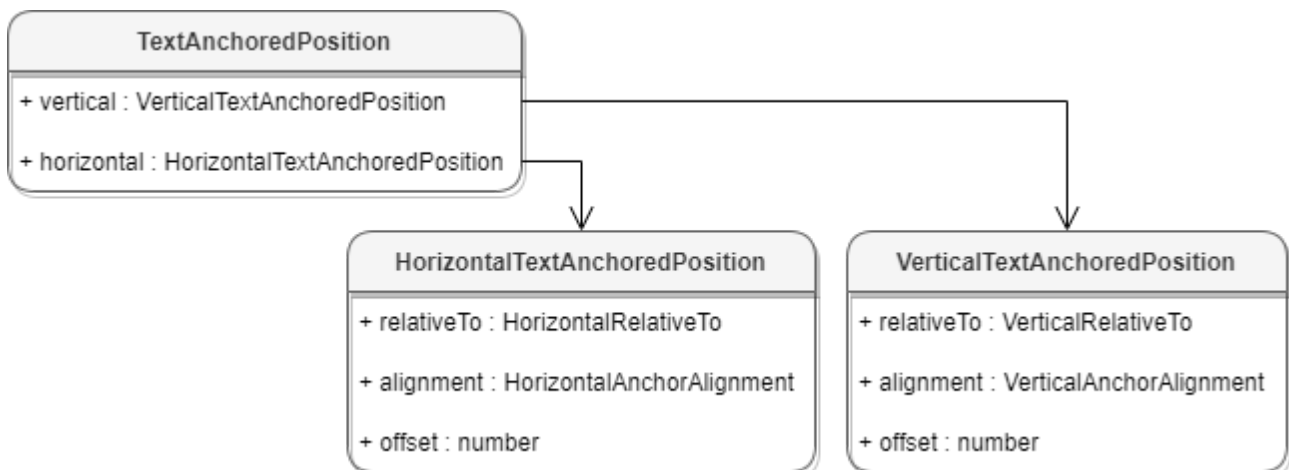 TextAnchoredPosition
+ vertical : VerticalTextAnchoredPosition
+ horizontal : HorizontalTextAnchoredPosition
HorizontalTextAnchoredPosition
+ relativeTo : HorizontalRelativeTo
+ alignment : HorizontalAnchorAlignment
+ offset : number
VerticalTextAnchoredPosition
+ relativeTo : VerticalRelativeTo
+ alignment : VerticalAnchorAlignment
+ offset : number